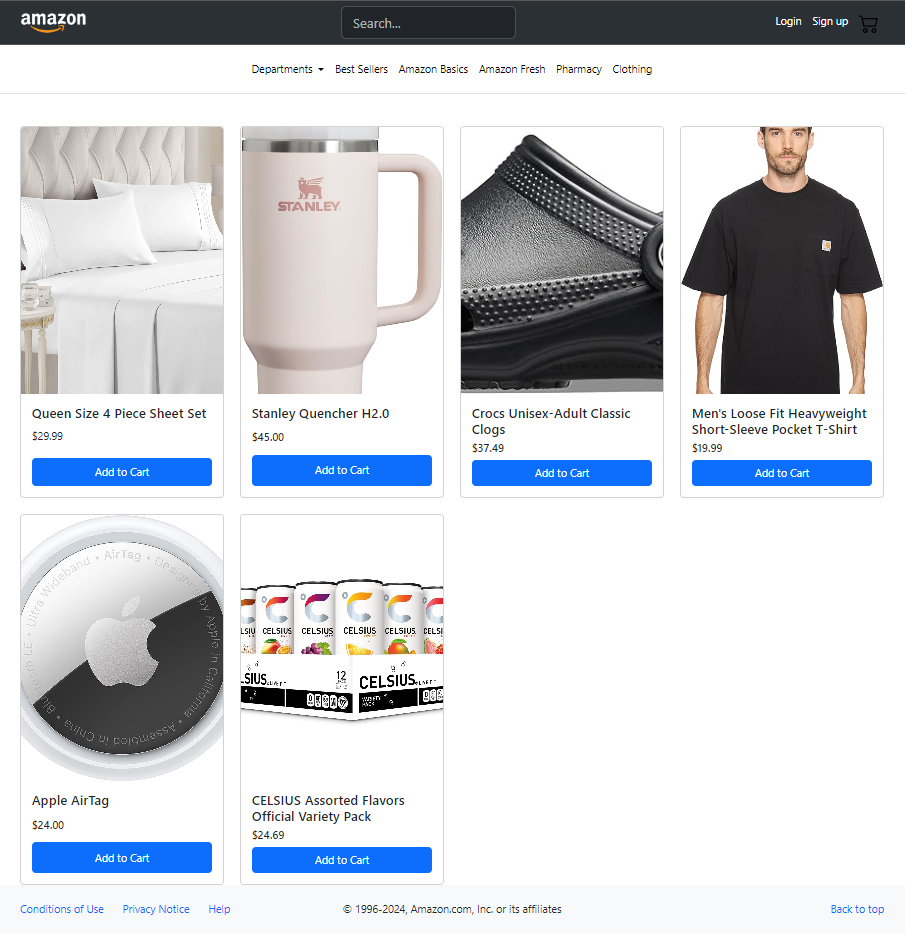 amazon
Search...
Login Sign up
Departments Best Sellers Amazon Basics Amazon Fresh Pharmacy Clothing
STANLEY
Queen Size 4 Piece Sheet Set
$29.99
Add to Cart
Stanley Quencher H2.0
$45.00
Add to Cart
Crocs Unisex-Adult Classic
Clogs
$37.49
Add to Cart
Men's Loose Fit Heavyweight
Short-Sleeve Pocket T-Shirt
$19.99
Add to Cart
Ultra Wideband • AirTag • Designed by Apple in California • Assembled in China •
CELSIUS CELSIUS CELSIUS CELSIUS
12
CELSIUS LIVE FIT
CELSIUS
VARIETY
PACK
Apple AirTag
$24.00
Add to Cart
CELSIUS Assorted Flavors
Official Variety Pack
$24.69
Add to Cart
Conditions of Use Privacy Notice Help
© 1996-2024, Amazon.com, Inc. or its affiliates
Back to top